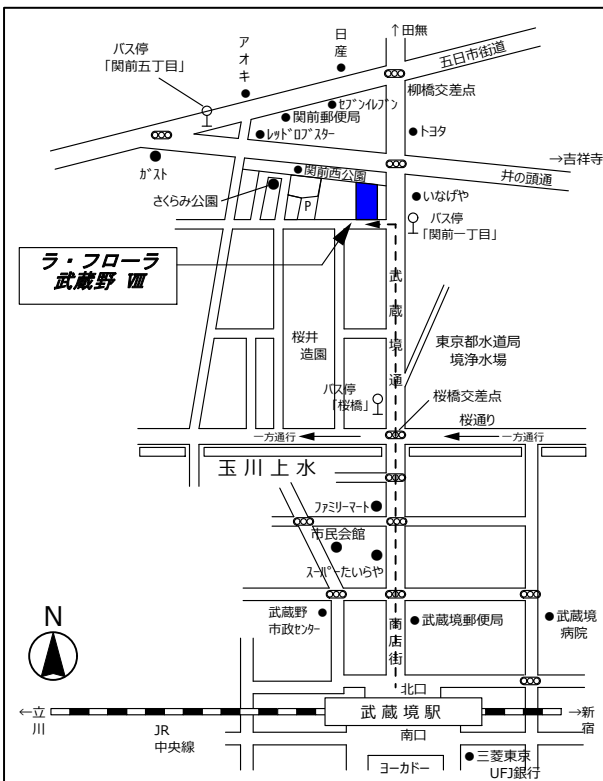 ↑田無
日産
アオキ
バス停
「関前五丁目」
五日市街道
柳橋交差点
ｾﾌﾞﾝｲﾚﾌﾞﾝ
関前郵便局
ﾚｯﾄﾞﾛﾌﾞｽﾀｰ
トヨタ
→吉祥寺
井の頭通
ｶﾞｽﾄ
関前西公園
さくらみ公園
P
いなげや
バス停
「関前一丁目」
ラ・フローラ
武蔵野 Ⅷ
武蔵境通
桜井
造園
東京都水道局
境浄水場
バス停
「桜橋」
桜橋交差点
桜通り
一方通行
一方通行
玉川上水
ﾌｧﾐﾘｰﾏｰﾄ
市民会館
ｽｰﾊﾟｰたいらや
武蔵野
市政ｾﾝﾀｰ
商店街
武蔵境郵便局
武蔵境
病院
N
北口
←立川
武蔵境駅
→新宿
JR
中央線
南口
ヨーカドー
三菱東京
UFJ銀行